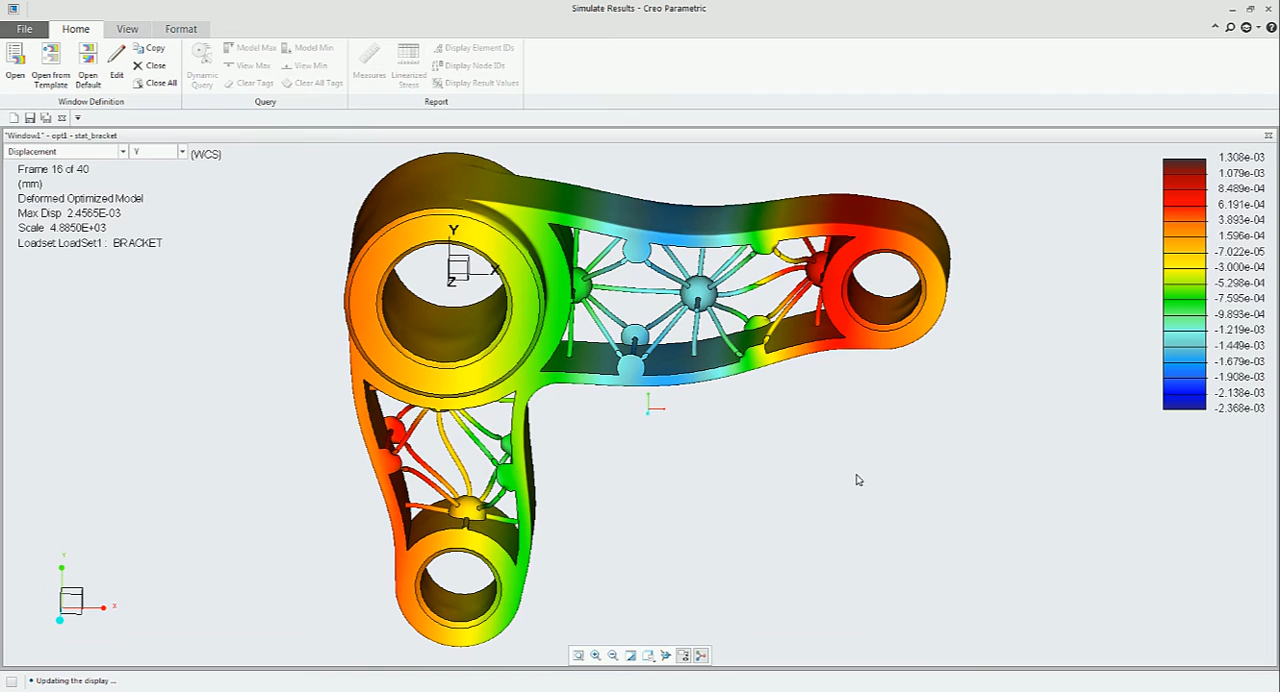 Simulate Results - Creo Parametric
File Home View Format
Open
Open from Template
Open Default
Edit
Copy
Close
Close All
Window Definition
Dynamic Query
Model Max
Model Min
View Max
View Min
Clear Tags
Clear All Tags
Query
Measures
Linearized Stress
Display Element IDs
Display Node IDs
Display Result Values
Report
"Window1" - opt1 - stat_bracket
Displacement Y (WCS)
Frame 16 of 40
(mm)
Deformed Optimized Model
Max Disp 2.4565E-03
Scale 4.8850E+03
Loadset LoadSet1 : BRACKET
1.308e-03
1.079e-03
8.489e-04
6.191e-04
3.893e-04
1.596e-04
-7.022e-05
-3.000e-04
-5.298e-04
-7.595e-04
-9.893e-04
-1.219e-03
-1.449e-03
-1.679e-03
-1.908e-03
-2.138e-03
-2.368e-03
Y
X
Z
Y
X
Updating the display ...